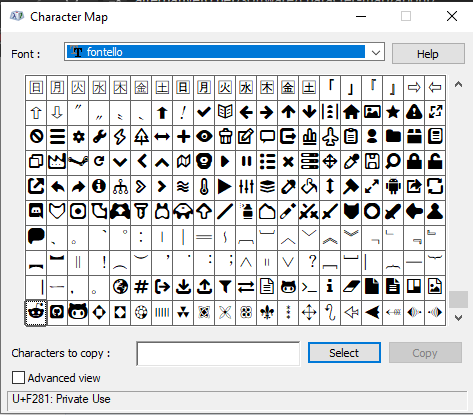 Character Map
Font :
fontello
Help
日 月 火 水 木 金 土 日 月 火 水 木 金 土 「 」 『 』
Characters to copy :
Select
Copy
Advanced view
U+F281: Private Use